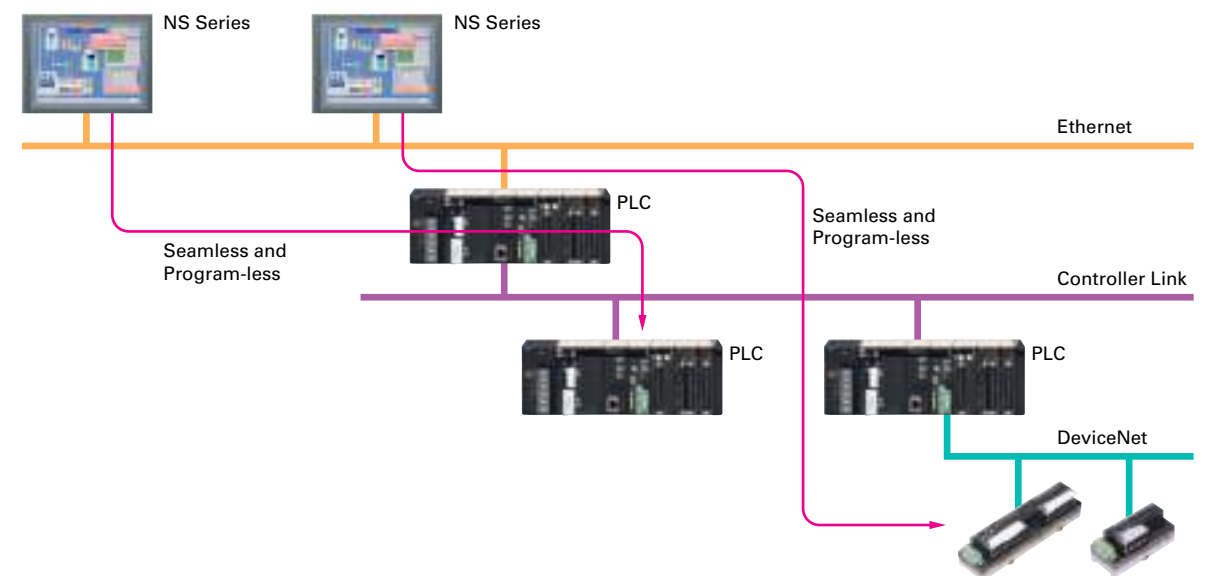 NS Series
NS Series
Ethernet
PLC
Seamless and
Program-less
Seamless and
Program-less
Controller Link
PLC
PLC
DeviceNet